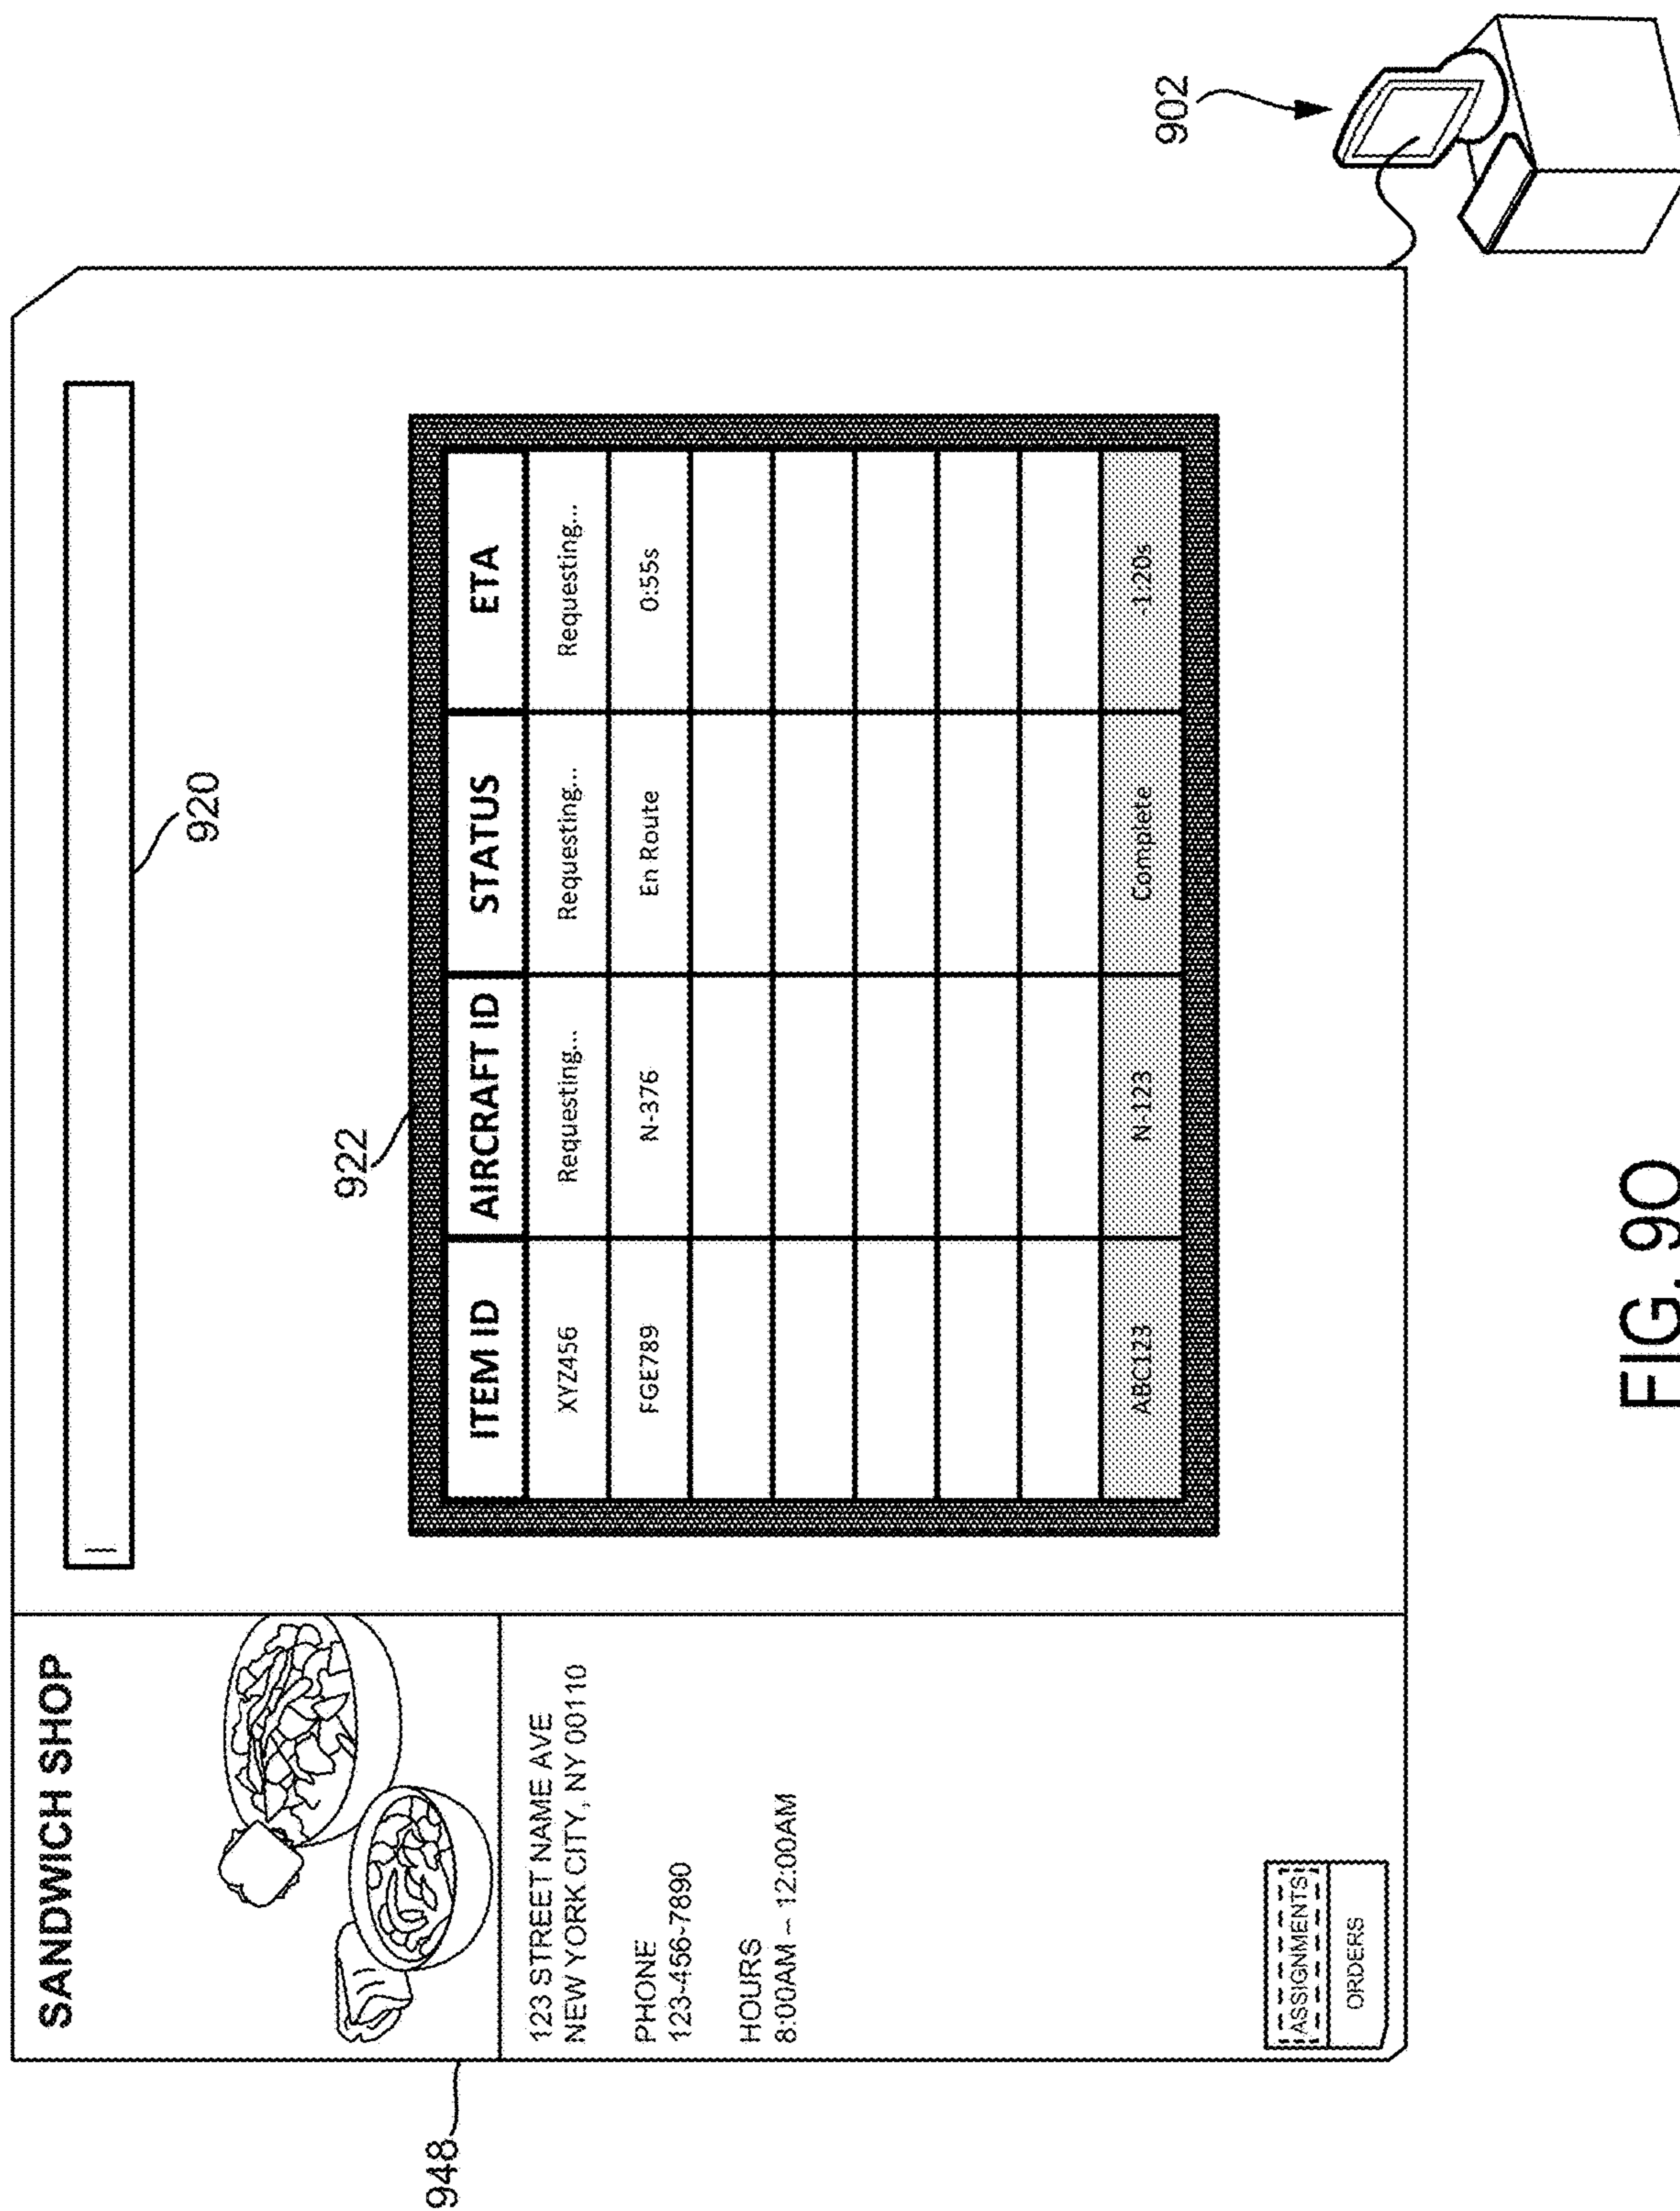 948
SANDWICH SHOP
123 STREET NAME AVE
NEW YORK CITY, NY 00110
PHONE
123-456-7890
HOURS
8:00AM – 12:00AM
ASSIGNMENTS
ORDERS
920
922
ITEM ID AIRCRAFT ID STATUS ETA
XYZ456 Requesting... Requesting... Requesting...
FGE789 N-376 En Route 0:55s
ABC123 N-123 Complete -120s
902
FIG. 9O